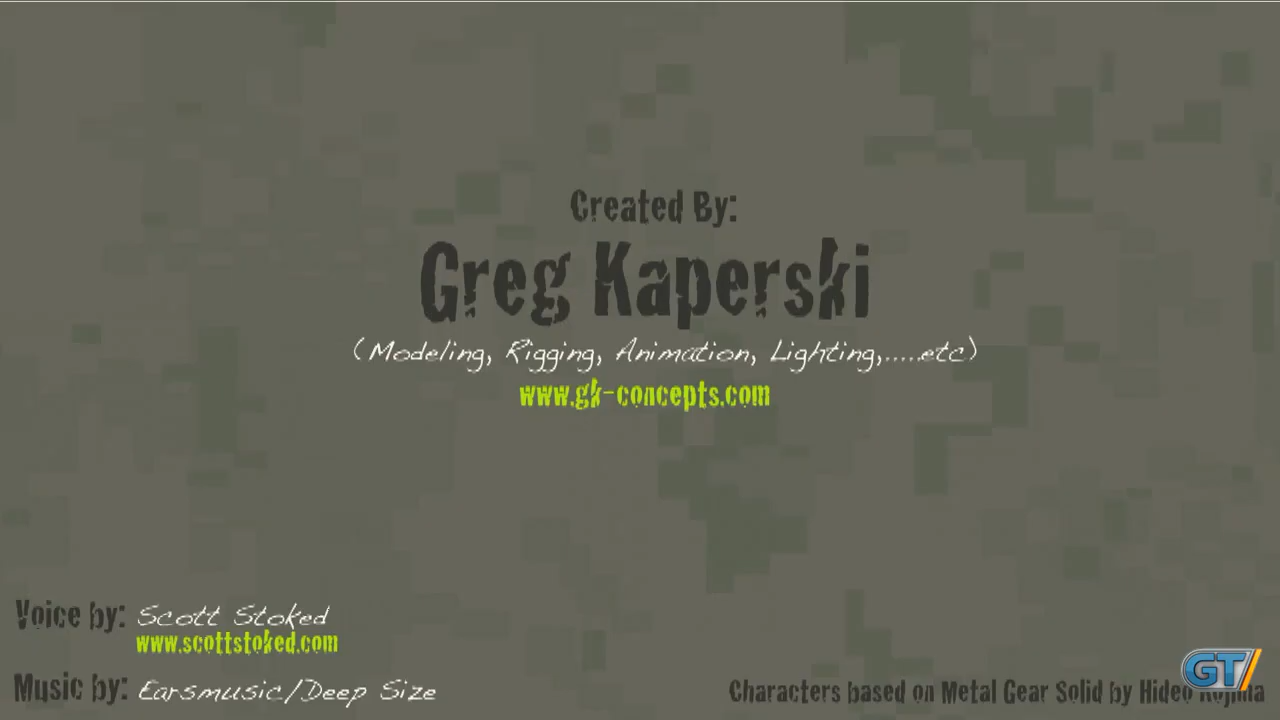 Created By:
Greg Kaperski
(Modeling, Rigging, Animation, Lighting,.....etc)
www.gk-concepts.com
Voice by: Scott Stoked
www.scottstoked.com
Music by: Earsmusic/Deep Size
Characters based on Metal Gear Solid by Hideo Kojima
GT